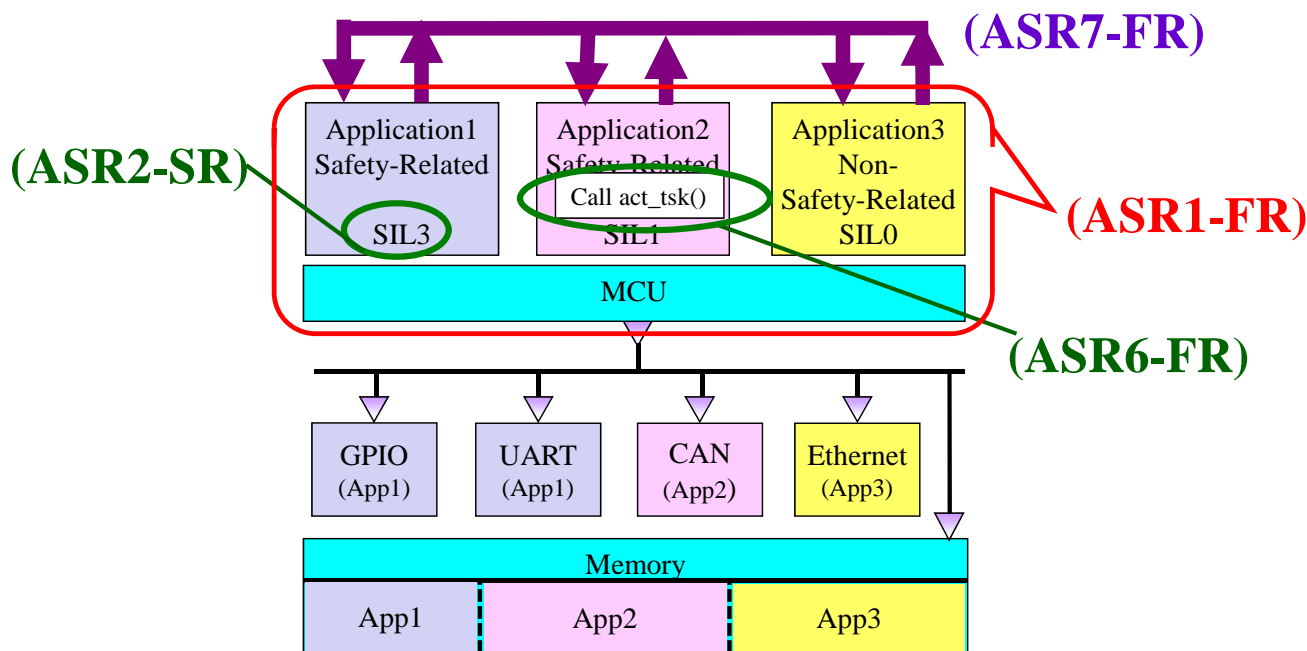 (ASR7-FR)
Application1
Safety-Related
SIL3
Application2
Safety-Related
Call act_tsk()
SIL1
Application3
Non-
Safety-Related
SIL0
(ASR2-SR)
(ASR1-FR)
MCU
(ASR6-FR)
GPIO
(App1)
UART
(App1)
CAN
(App2)
Ethernet
(App3)
Memory
App1
App2
App3